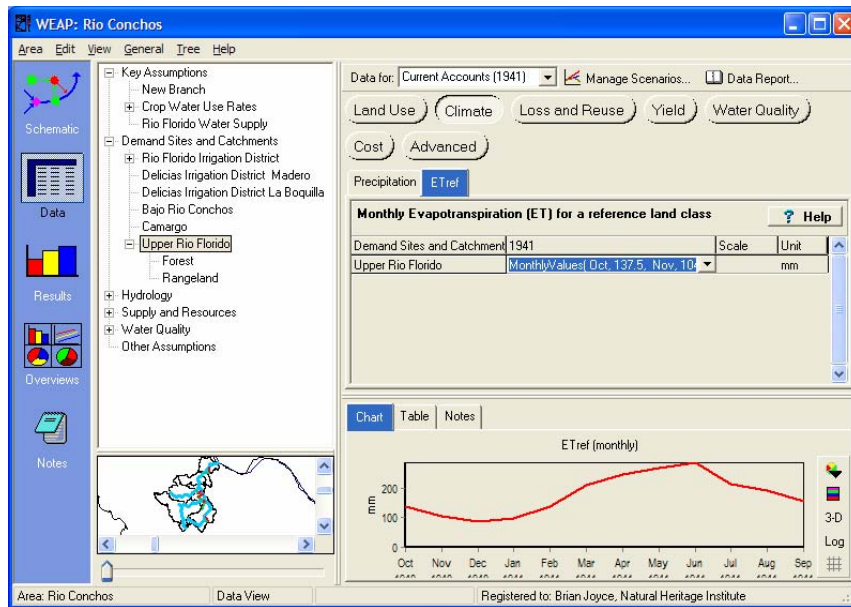 WEAP: Rio Conchos
Area Edit View General Tree Help
Schematic
Data
Results
Overviews
Notes
Key Assumptions
New Branch
Crop Water Use Rates
Rio Florido Water Supply
Demand Sites and Catchments
Rio Florido Irrigation District
Delicias Irrigation District Madero
Delicias Irrigation District La Boquilla
Bajo Rio Conchos
Camargo
Upper Rio Florido
Forest
Rangeland
Hydrology
Supply and Resources
Water Quality
Other Assumptions
Data for: Current Accounts (1941) Manage Scenarios... Data Report...
Land Use Climate Loss and Reuse Yield Water Quality
Cost Advanced
Precipitation ETref
Monthly Evapotranspiration (ET) for a reference land class ? Help
Demand Sites and Catchment 1941 Scale Unit
Upper Rio Florido MonthlyValues( Oct, 137.5, Nov, 104 mm
Chart Table Notes
ETref (monthly)
mm
200
100
0
Oct Nov Dec Jan Feb Mar Apr May Jun Jul Aug Sep
3-D
Log
Area: Rio Conchos Data View Registered to: Brian Joyce, Natural Heritage Institute